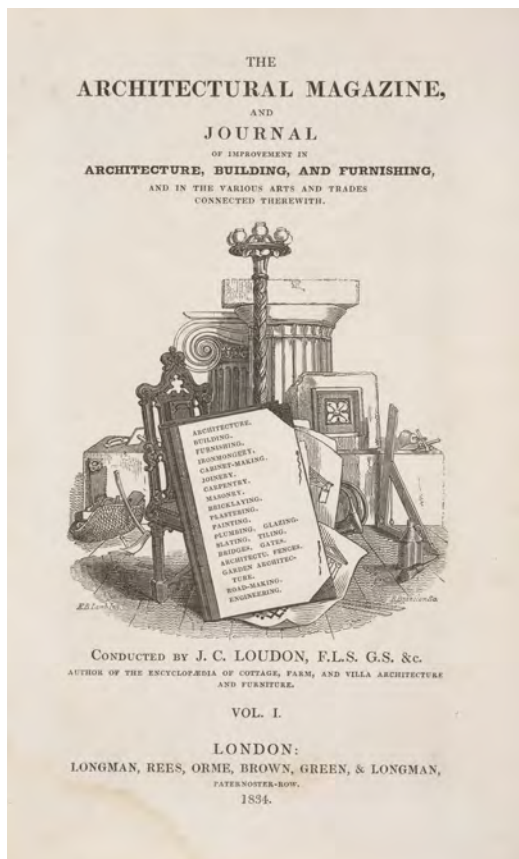 THE
ARCHITECTURAL MAGAZINE,
AND
JOURNAL
OF IMPROVEMENT IN
ARCHITECTURE, BUILDING, AND FURNISHING,
AND IN THE VARIOUS ARTS AND TRADES
CONNECTED THEREWITH.
ARCHITECTURE.
BUILDING.
FURNISHING.
IRONMONGERY.
CABINET-MAKING.
JOINERY.
CARPENTRY.
MASONRY.
BRICKLAYING.
PLASTERING.
PAINTING.
PLUMBING, GLAZING.
SLATING, TILING.
BRIDGES, GATES.
ARCHITECTL FENCES.
GARDEN ARCHITEC-
TURE.
ROAD-MAKING.
ENGINEERING.
CONDUCTED BY J. C. LOUDON, F.L.S. G.S. &c.
AUTHOR OF THE ENCYCLOPÆDIA OF COTTAGE, FARM, AND VILLA ARCHITECTURE
AND FURNITURE.
VOL. I.
LONDON:
LONGMAN, REES, ORME, BROWN, GREEN, & LONGMAN,
PATERNOSTER-ROW.
1834.